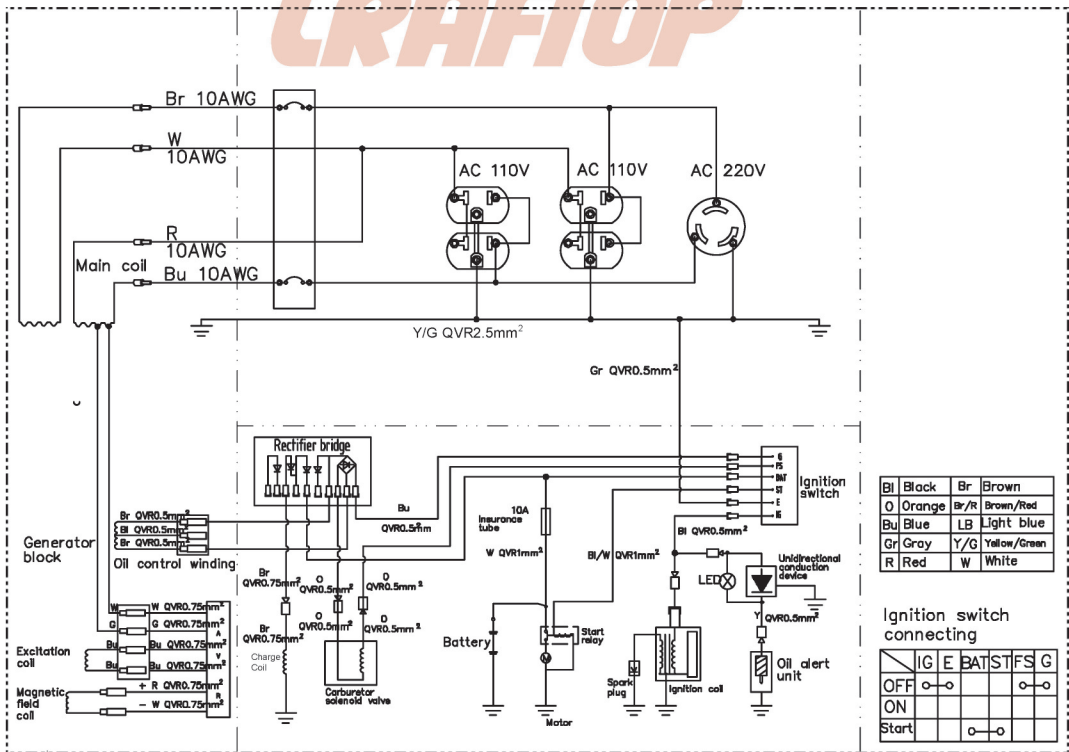 CRAFTOP
Br 10AWG
W
10AWG
AC 110V
AC 110V
AC 220V
R
10AWG
Main coil
Bu 10AWG
Y/G QVR2.5mm²
Gr QVR0.5mm²
Rectifier bridge
G
FS
BAT
ST
E
IG
Ignition
switch
Bu
QVR0.5mm
10A
Insurance
tube
W QVR1mm²
Bl/W QVR1mm²
Bl QVR0.5mm²
Br QVR0.5mm²
Bl QVR0.5mm²
Br QVR0.5mm²
Oil control winding
Generator
block
Br
QVR0.75mm²
O
QVR0.5mm²
D
QVR0.5mm²
Br
QVR0.75mm²
O
QVR0.5mm²
D
QVR0.5mm²
LED
Unidirectional
conduction
device
Y
QVR0.5mm²
W
W QVR0.75mm²
G
G QVR0.75mm²
Bu
Bu QVR0.75mm²
Bu
Bu QVR0.75mm²
A
V
R
Excitation
coil
+ R QVR0.75mm²
- W QVR0.75mm²
Magnetic
field
coil
Charge
Coil
Carburetor
solenoid valve
Battery
Start
relay
M
Motor
Spark
plug
Ignition coil
Oil alert
unit
Bl Black Br Brown
O Orange Br/R Brown/Red
Bu Blue LB Light blue
Gr Gray Y/G Yellow/Green
R Red W White
Ignition switch
connecting
IG E BAT ST FS G
OFF
ON
Start